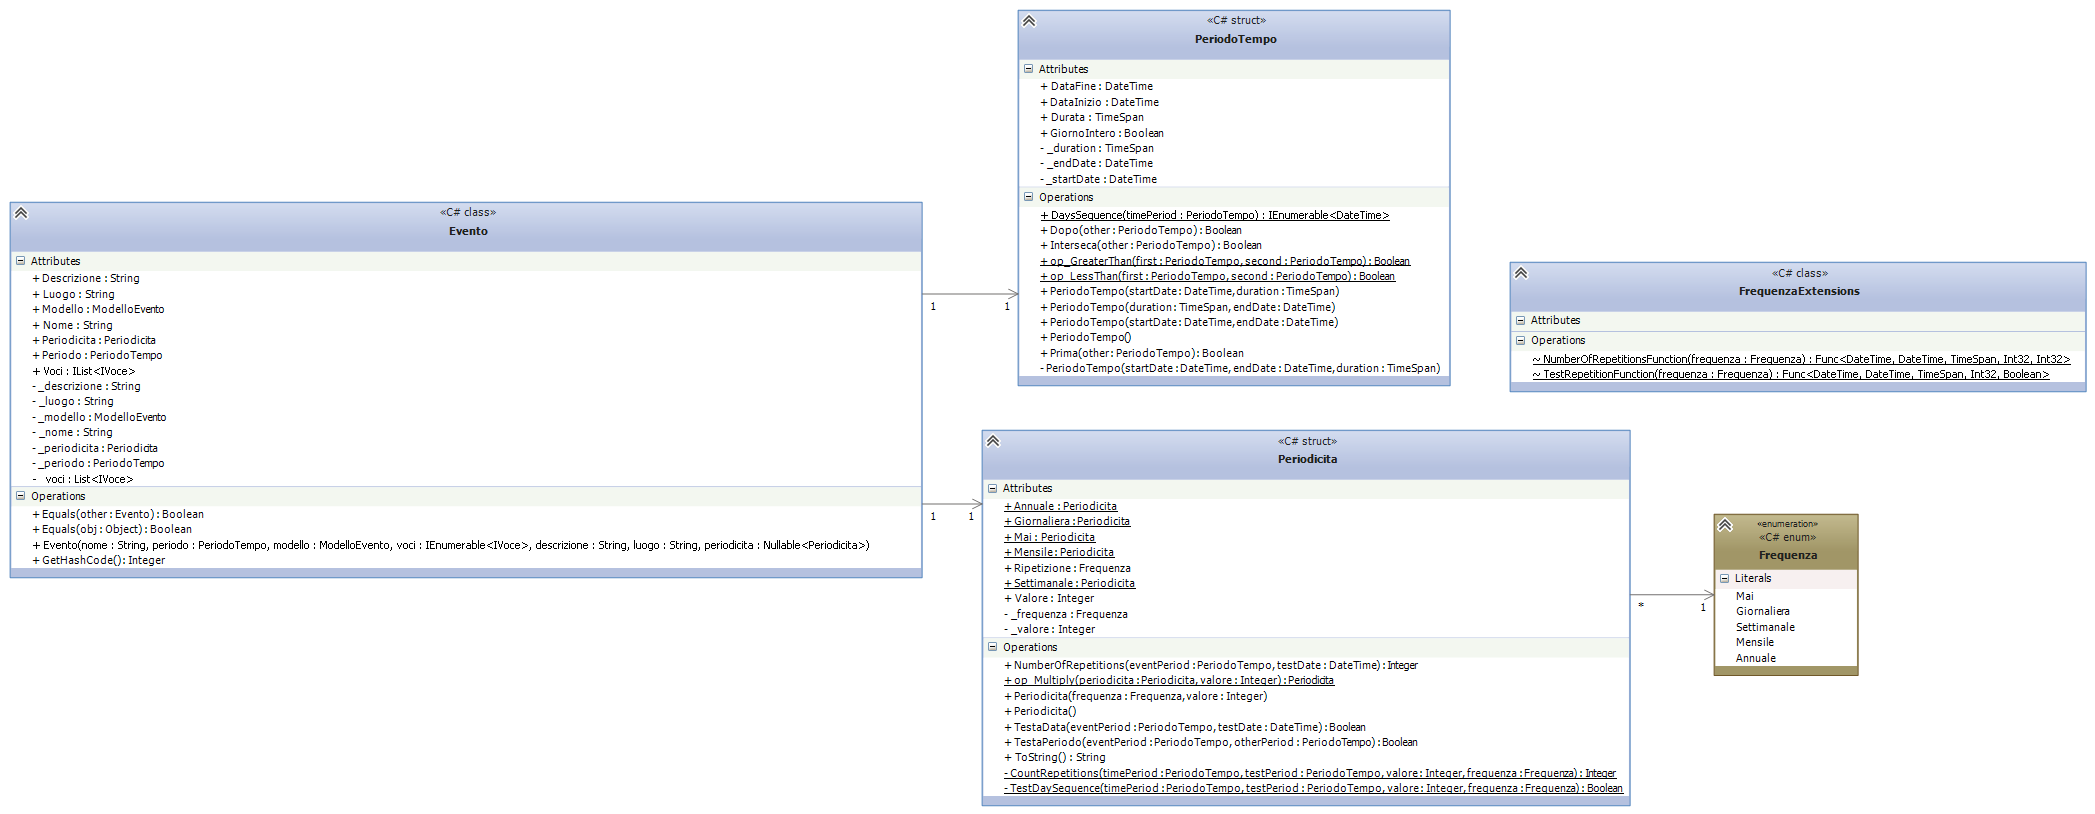 «C# struct»
PeriodoTempo
Attributes
+ DataFine : DateTime
+ DataInizio : DateTime
+ Durata : TimeSpan
+ GiornoIntero : Boolean
- _duration : TimeSpan
- _endDate : DateTime
- _startDate : DateTime
Operations
+ DaysSequence(timePeriod : PeriodoTempo) : IEnumerable<DateTime>
+ Dopo(other : PeriodoTempo) : Boolean
+ Interseca(other : PeriodoTempo) : Boolean
+ op_GreaterThan(first : PeriodoTempo, second : PeriodoTempo) : Boolean
+ op_LessThan(first : PeriodoTempo, second : PeriodoTempo) : Boolean
+ PeriodoTempo(startDate : DateTime, duration : TimeSpan)
+ PeriodoTempo(duration : TimeSpan, endDate : DateTime)
+ PeriodoTempo(startDate : DateTime, endDate : DateTime)
+ PeriodoTempo()
+ Prima(other : PeriodoTempo) : Boolean
- PeriodoTempo(startDate : DateTime, endDate : DateTime, duration : TimeSpan)
«C# class»
Evento
Attributes
+ Descrizione : String
+ Luogo : String
+ Modello : ModelloEvento
+ Nome : String
+ Periodicita : Periodicita
+ Periodo : PeriodoTempo
+ Voci : IList<IVoce>
- _descrizione : String
- _luogo : String
- _modello : ModelloEvento
- _nome : String
- _periodicita : Periodicita
- _periodo : PeriodoTempo
- _voci : List<IVoce>
Operations
+ Equals(other : Evento) : Boolean
+ Equals(obj : Object) : Boolean
+ Evento(nome : String, periodo : PeriodoTempo, modello : ModelloEvento, voci : IEnumerable<IVoce>, descrizione : String, luogo : String, periodicita : Nullable<Periodicita>)
+ GetHashCode() : Integer
1
1
1
1
«C# class»
FrequenzaExtensions
Attributes
Operations
~ NumberOfRepetitionsFunction(frequenza : Frequenza) : Func<DateTime, DateTime, TimeSpan, Int32, Int32>
~ TestRepetitionFunction(frequenza : Frequenza) : Func<DateTime, DateTime, TimeSpan, Int32, Boolean>
«C# struct»
Periodicita
Attributes
+ Annuale : Periodicita
+ Giornaliera : Periodicita
+ Mai : Periodicita
+ Mensile : Periodicita
+ Ripetizione : Frequenza
+ Settimanale : Periodicita
+ Valore : Integer
- _frequenza : Frequenza
- _valore : Integer
Operations
+ NumberOfRepetitions(eventPeriod : PeriodoTempo, testDate : DateTime) : Integer
+ op_Multiply(periodicita : Periodicita, valore : Integer) : Periodicita
+ Periodicita(frequenza : Frequenza, valore : Integer)
+ Periodicita()
+ TestaData(eventPeriod : PeriodoTempo, testDate : DateTime) : Boolean
+ TestaPeriodo(eventPeriod : PeriodoTempo, otherPeriod : PeriodoTempo) : Boolean
+ ToString() : String
- CountRepetitions(timePeriod : PeriodoTempo, testPeriod : PeriodoTempo, valore : Integer, frequenza : Frequenza) : Integer
- TestDaySequence(timePeriod : PeriodoTempo, testPeriod : PeriodoTempo, valore : Integer, frequenza : Frequenza) : Boolean
*
1
«enumeration»
«C# enum»
Frequenza
Literals
Mai
Giornaliera
Settimanale
Mensile
Annuale